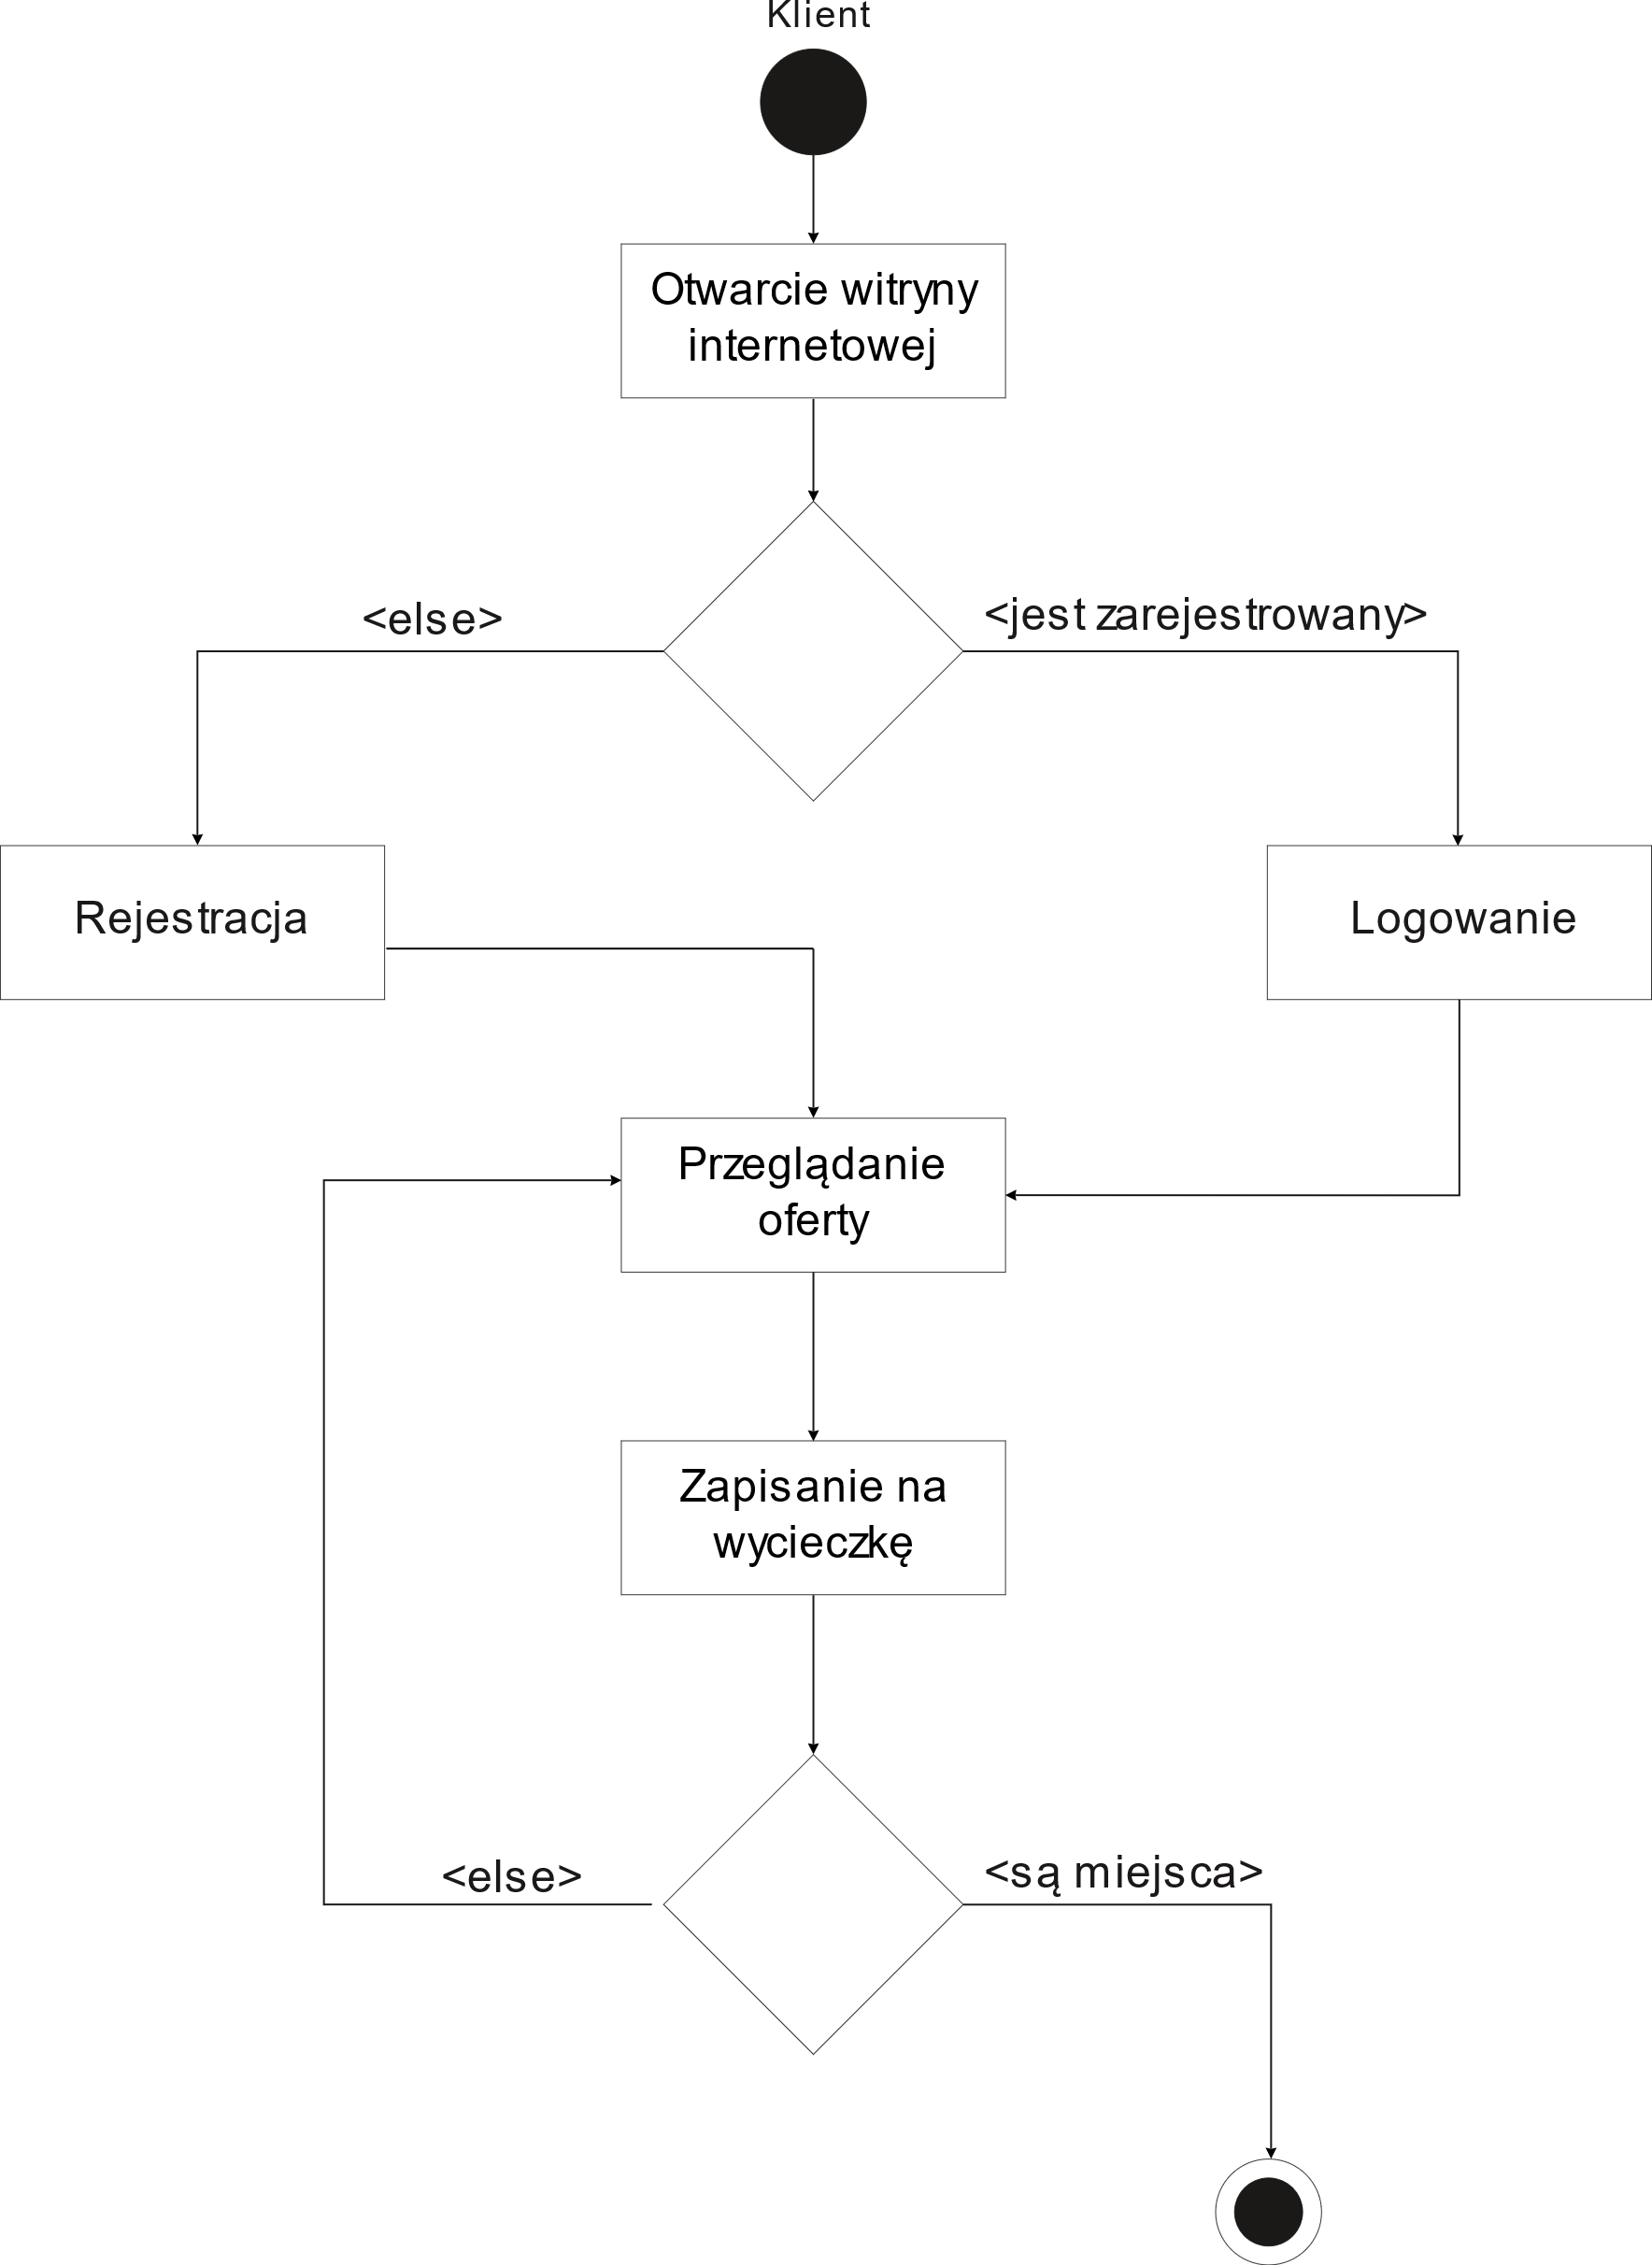 Klient
Otwarcie witryny
internetowej
<else>
<jest zarejestrowany>
Rejestracja
Logowanie
Przeglądanie
oferty
Zapisanie na
wycieczkę
<else>
<są miejsca>